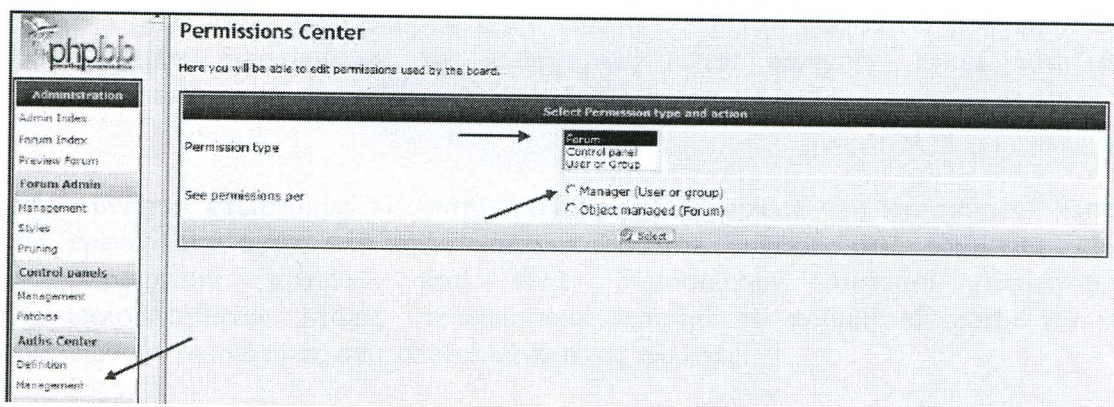 phpbb
Administration
Admin Index
Forum Index
Preview Forum
Forum Admin
Management
Styles
Pruning
Control panels
Management
Patches
Auths Center
Definition
Management
Permissions Center
Here you will be able to edit permissions used by the board.
Select Permission type and action
Permission type
Forum
Control panel
User or Group
See permissions per
Manager (User or group)
Object managed (Forum)
Select